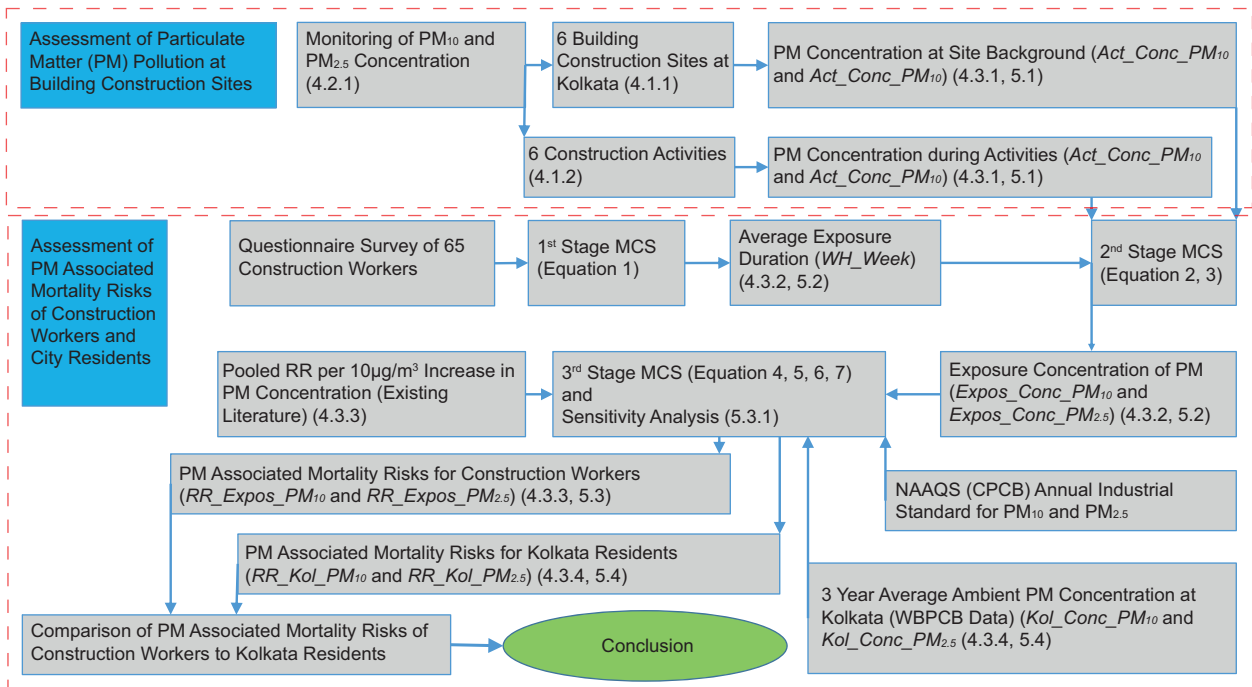 Assessment of Particulate
Matter (PM) Pollution at
Building Construction Sites
Monitoring of PM₁₀ and
PM₂.₅ Concentration
(4.2.1)
6 Building
Construction Sites at
Kolkata (4.1.1)
PM Concentration at Site Background (Act_Conc_PM₁₀
and Act_Conc_PM₁₀) (4.3.1, 5.1)
6 Construction Activities
(4.1.2)
PM Concentration during Activities (Act_Conc_PM₁₀
and Act_Conc_PM₁₀) (4.3.1, 5.1)
Assessment of
PM Associated
Mortality Risks
of Construction
Workers and
City Residents
Questionnaire Survey of 65
Construction Workers
1st Stage MCS
(Equation 1)
Average Exposure
Duration (WH_Week)
(4.3.2, 5.2)
2nd Stage MCS
(Equation 2, 3)
Pooled RR per 10µg/m³ Increase in
PM Concentration (Existing
Literature) (4.3.3)
3rd Stage MCS (Equation 4, 5, 6, 7)
and
Sensitivity Analysis (5.3.1)
Exposure Concentration of PM
(Expos_Conc_PM₁₀ and
Expos_Conc_PM₂.₅) (4.3.2, 5.2)
PM Associated Mortality Risks for Construction Workers
(RR_Expos_PM₁₀ and RR_Expos_PM₂.₅) (4.3.3, 5.3)
NAAQS (CPCB) Annual Industrial
Standard for PM₁₀ and PM₂.₅
PM Associated Mortality Risks for Kolkata Residents
(RR_Kol_PM₁₀ and RR_Kol_PM₂.₅) (4.3.4, 5.4)
3 Year Average Ambient PM Concentration at
Kolkata (WBPCB Data) (Kol_Conc_PM₁₀ and
Kol_Conc_PM₂.₅) (4.3.4, 5.4)
Comparison of PM Associated Mortality Risks of
Construction Workers to Kolkata Residents
Conclusion